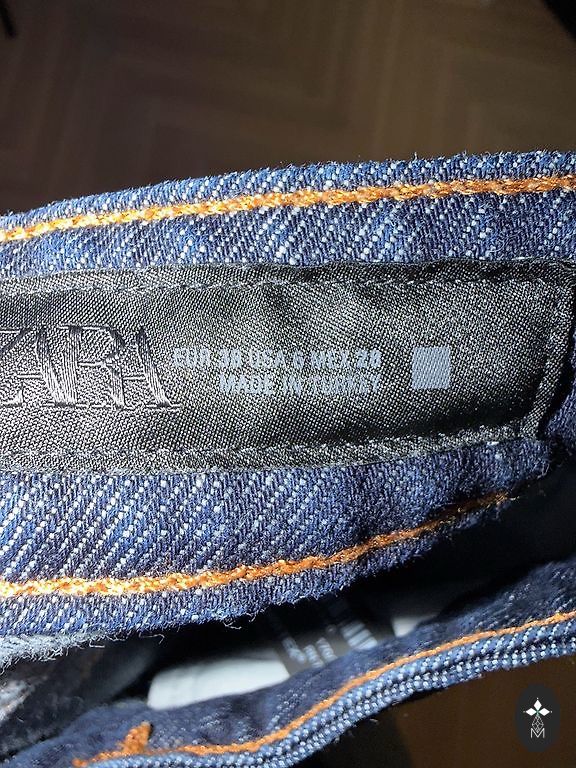 ZARA
EUR 38 USA 6 MEX 28
MADE IN TURKEY
M